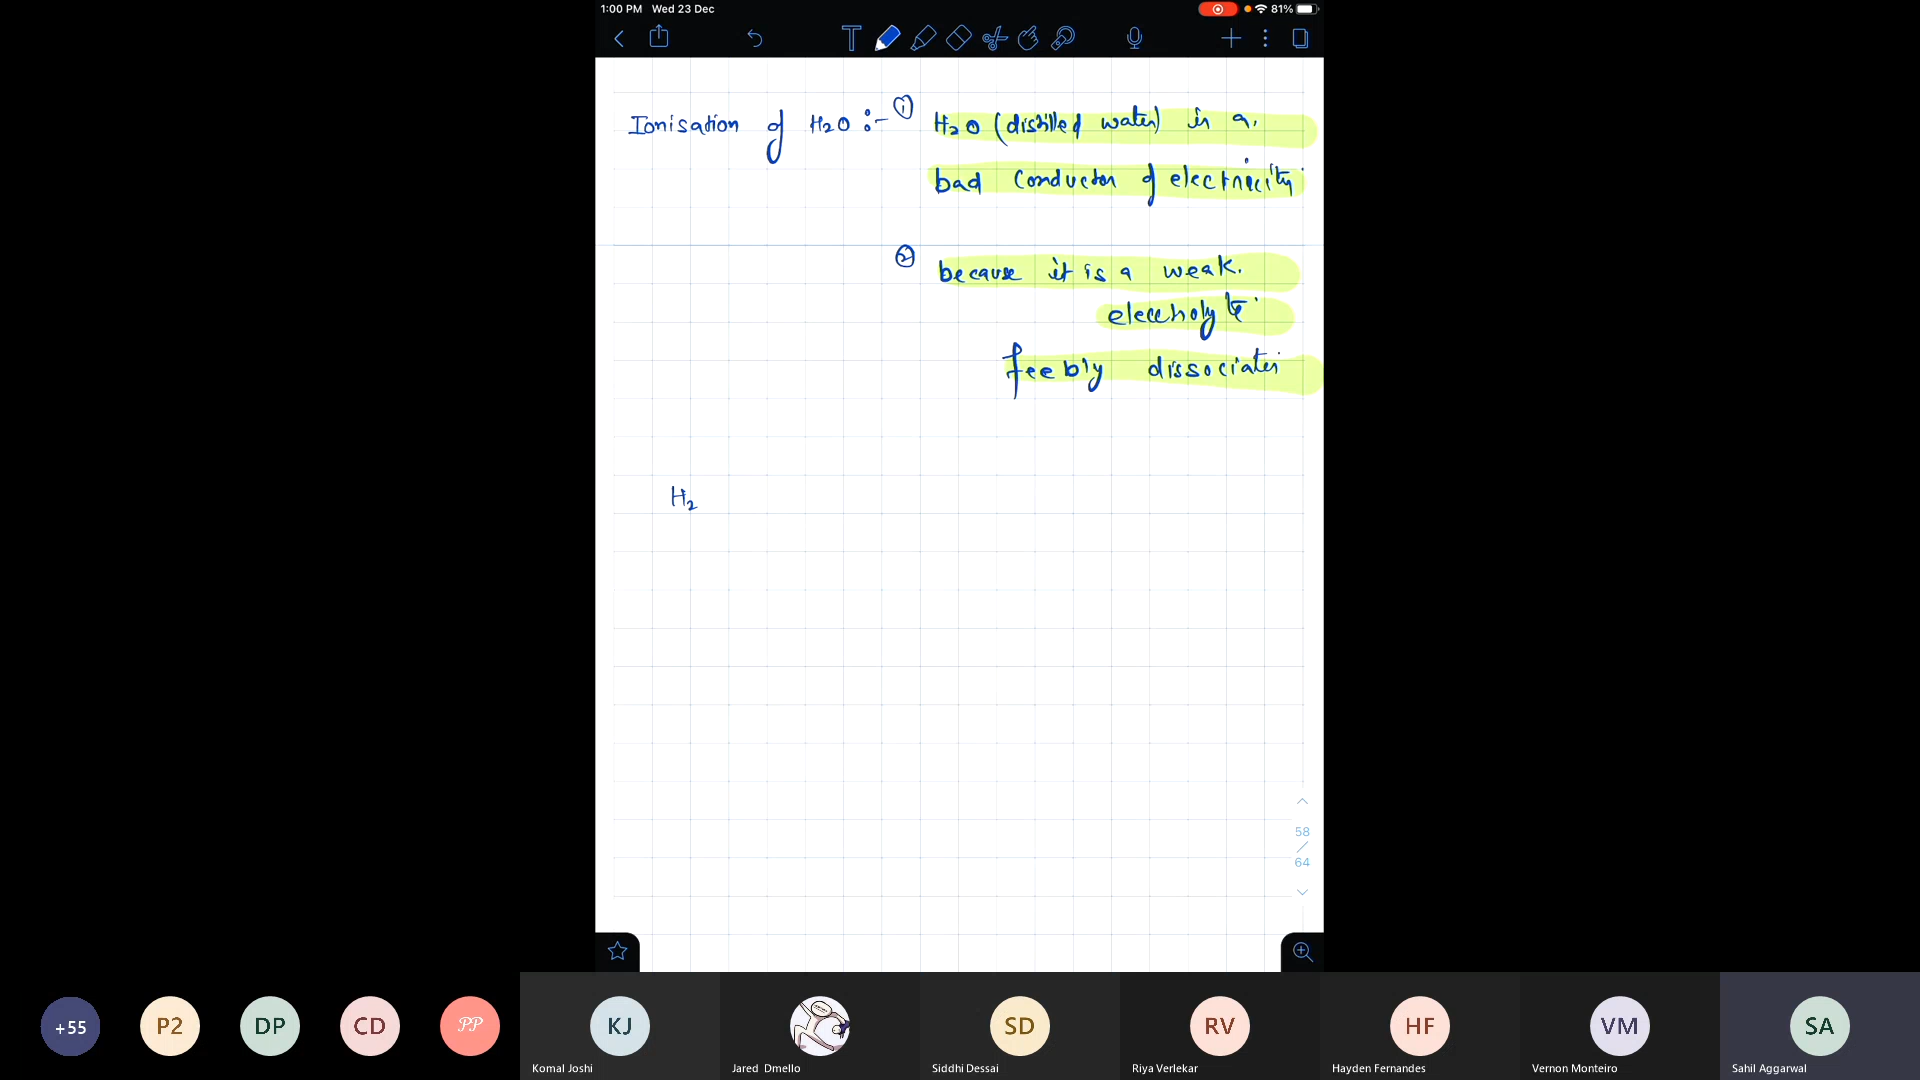 1:00 PM Wed 23 Dec
81%
Ionisation of H2O :- ① H2O (distilled water) is a.
bad conductor of electricity
② because it is a weak.
electrolyte
feebly dissociates
H2
58
/
64
+55
P2
DP
CD
PP
KJ
SD
RV
HF
VM
SA
Komal Joshi
Jared Dmello
Siddhi Dessai
Riya Verlekar
Hayden Fernandes
Vernon Monteiro
Sahil Aggarwal